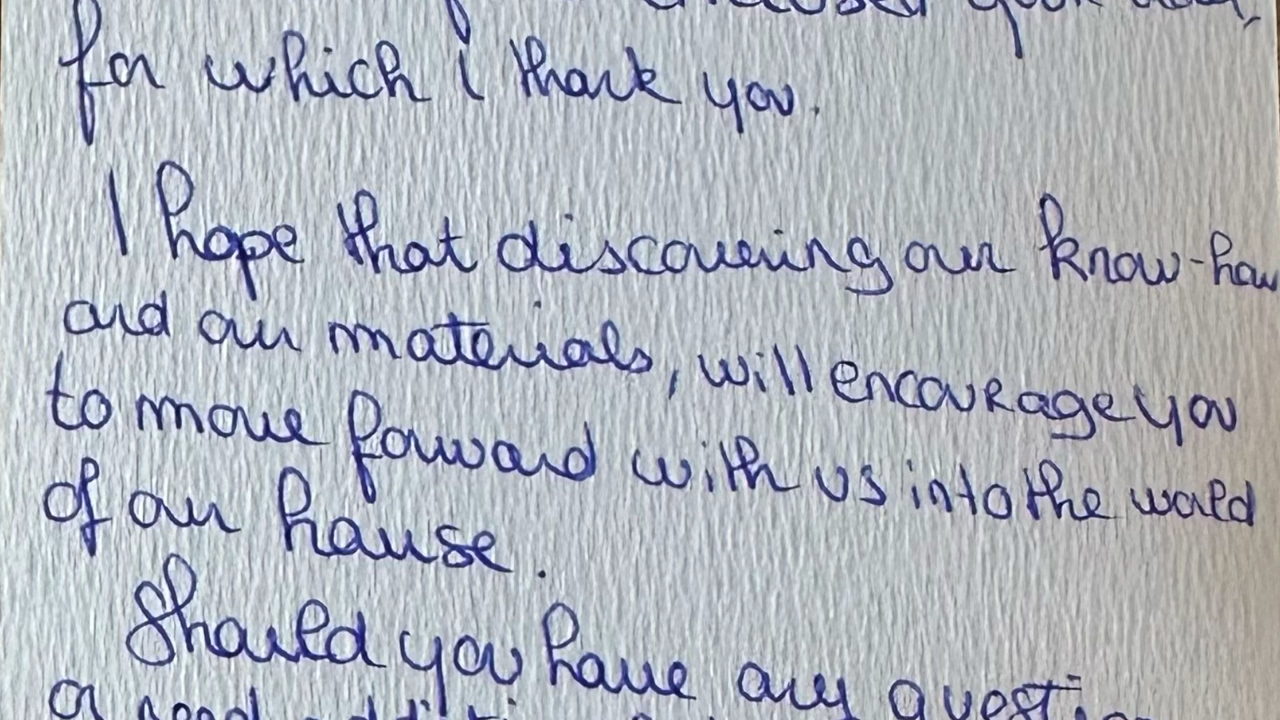 for which I thank you.
I hope that discovering our know-how
and our materials, will encourage you
to move forward with us into the world
of our house.
Should you have any questi